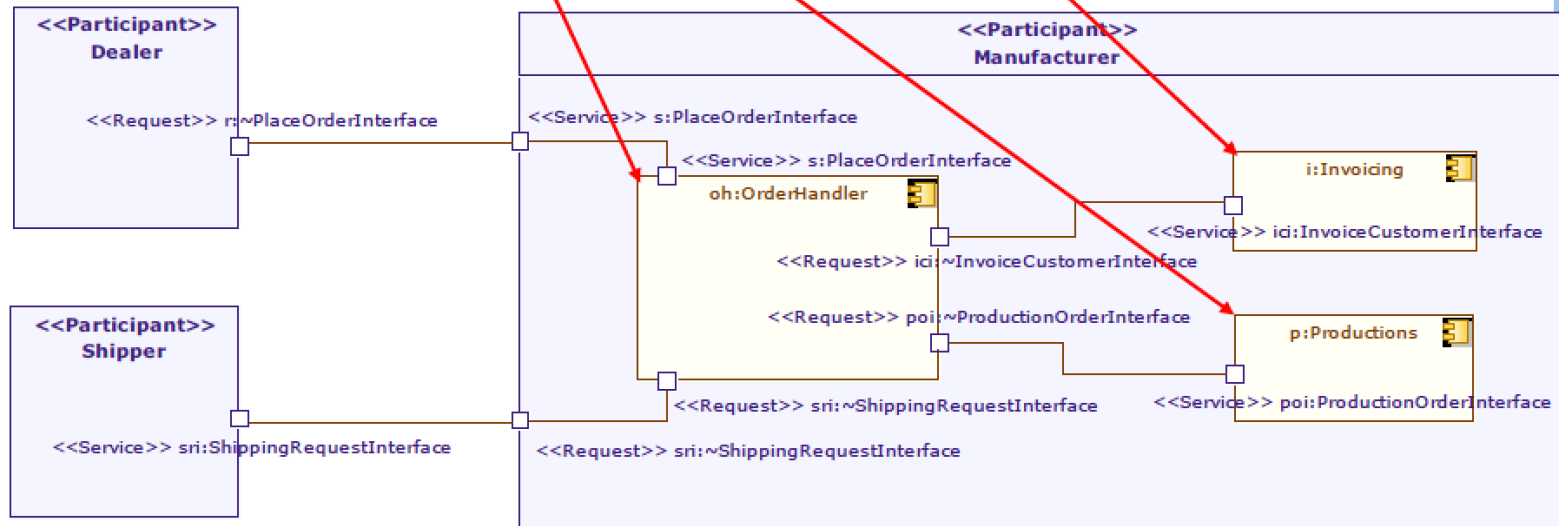 <<Participant>>
Dealer
<<Request>> r:~PlaceOrderInterface
<<Participant>>
Manufacturer
<<Service>> s:PlaceOrderInterface
<<Service>> s:PlaceOrderInterface
oh:OrderHandler
i:Invoicing
<<Service>> ici:InvoiceCustomerInterface
<<Request>> ici:~InvoiceCustomerInterface
<<Request>> poi:~ProductionOrderInterface
p:Productions
<<Service>> poi:ProductionOrderInterface
<<Request>> sri:~ShippingRequestInterface
<<Participant>>
Shipper
<<Service>> sri:ShippingRequestInterface
<<Request>> sri:~ShippingRequestInterface